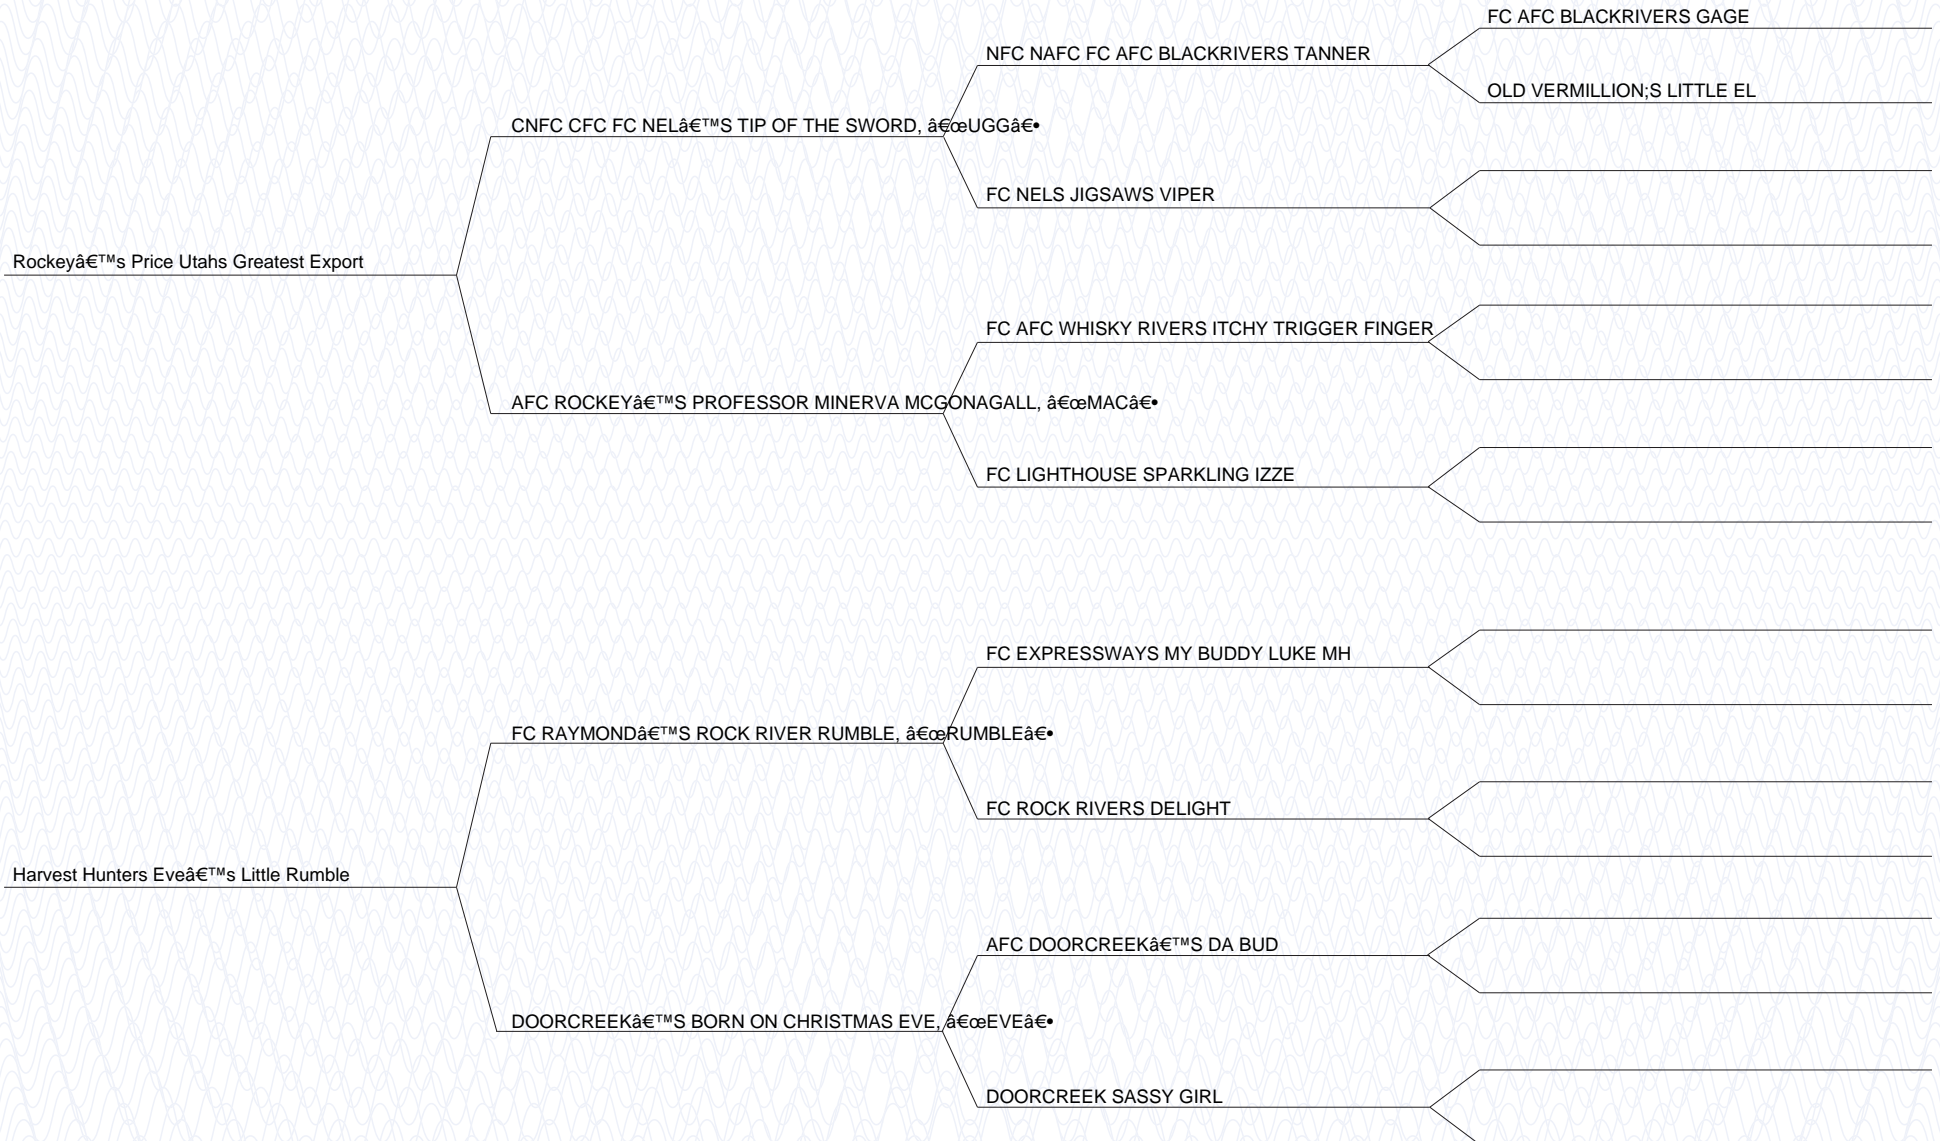 FC AFC BLACKRIVERS GAGE
NFC NAFC FC AFC BLACKRIVERS TANNER
OLD VERMILLION;S LITTLE EL
CNFC CFC FC NELâ€™S TIP OF THE SWORD, â€œUGGâ€•
FC NELS JIGSAWS VIPER
Rockeyâ€™s Price Utahs Greatest Export
FC AFC WHISKY RIVERS ITCHY TRIGGER FINGER
AFC ROCKEYâ€™S PROFESSOR MINERVA MCGONAGALL, â€œMACâ€•
FC LIGHTHOUSE SPARKLING IZZE
FC EXPRESSWAYS MY BUDDY LUKE MH
FC RAYMONDâ€™S ROCK RIVER RUMBLE, â€œRUMBLEâ€•
FC ROCK RIVERS DELIGHT
Harvest Hunters Eveâ€™s Little Rumble
AFC DOORCREEKâ€™S DA BUD
DOORCREEKâ€™S BORN ON CHRISTMAS EVE, â€œEVEâ€•
DOORCREEK SASSY GIRL